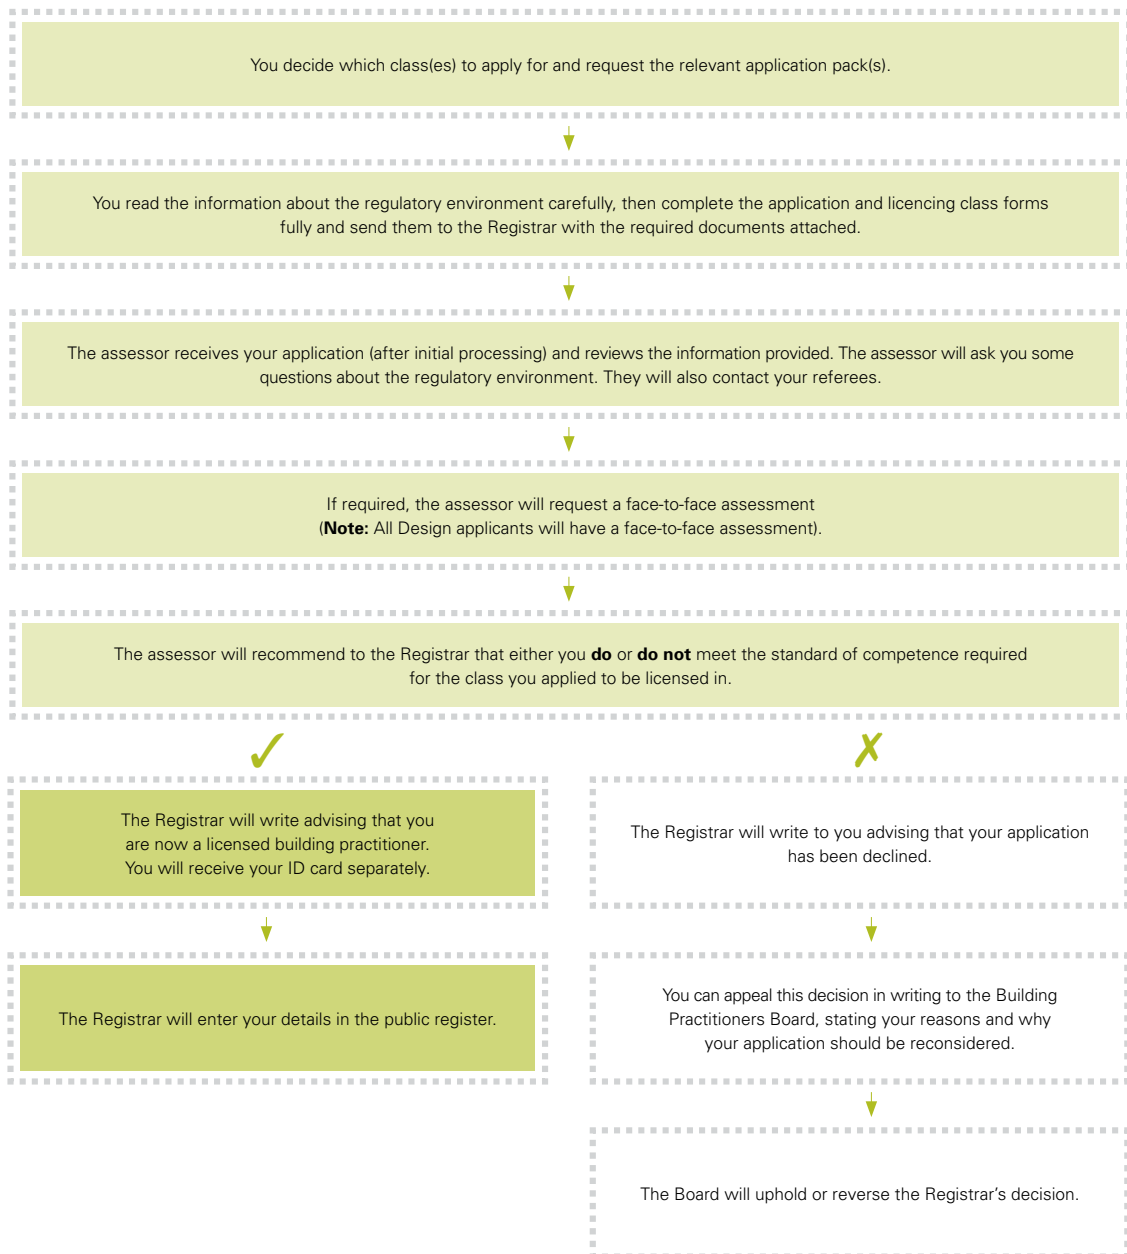 You decide which class(es) to apply for and request the relevant application pack(s).
You read the information about the regulatory environment carefully, then complete the application and licencing class forms
fully and send them to the Registrar with the required documents attached.
The assessor receives your application (after initial processing) and reviews the information provided. The assessor will ask you some
questions about the regulatory environment. They will also contact your referees.
If required, the assessor will request a face-to-face assessment
(Note: All Design applicants will have a face-to-face assessment).
The assessor will recommend to the Registrar that either you do or do not meet the standard of competence required
for the class you applied to be licensed in.
The Registrar will write advising that you
are now a licensed building practitioner.
You will receive your ID card separately.
The Registrar will enter your details in the public register.
The Registrar will write to you advising that your application
has been declined.
You can appeal this decision in writing to the Building
Practitioners Board, stating your reasons and why
your application should be reconsidered.
The Board will uphold or reverse the Registrar's decision.